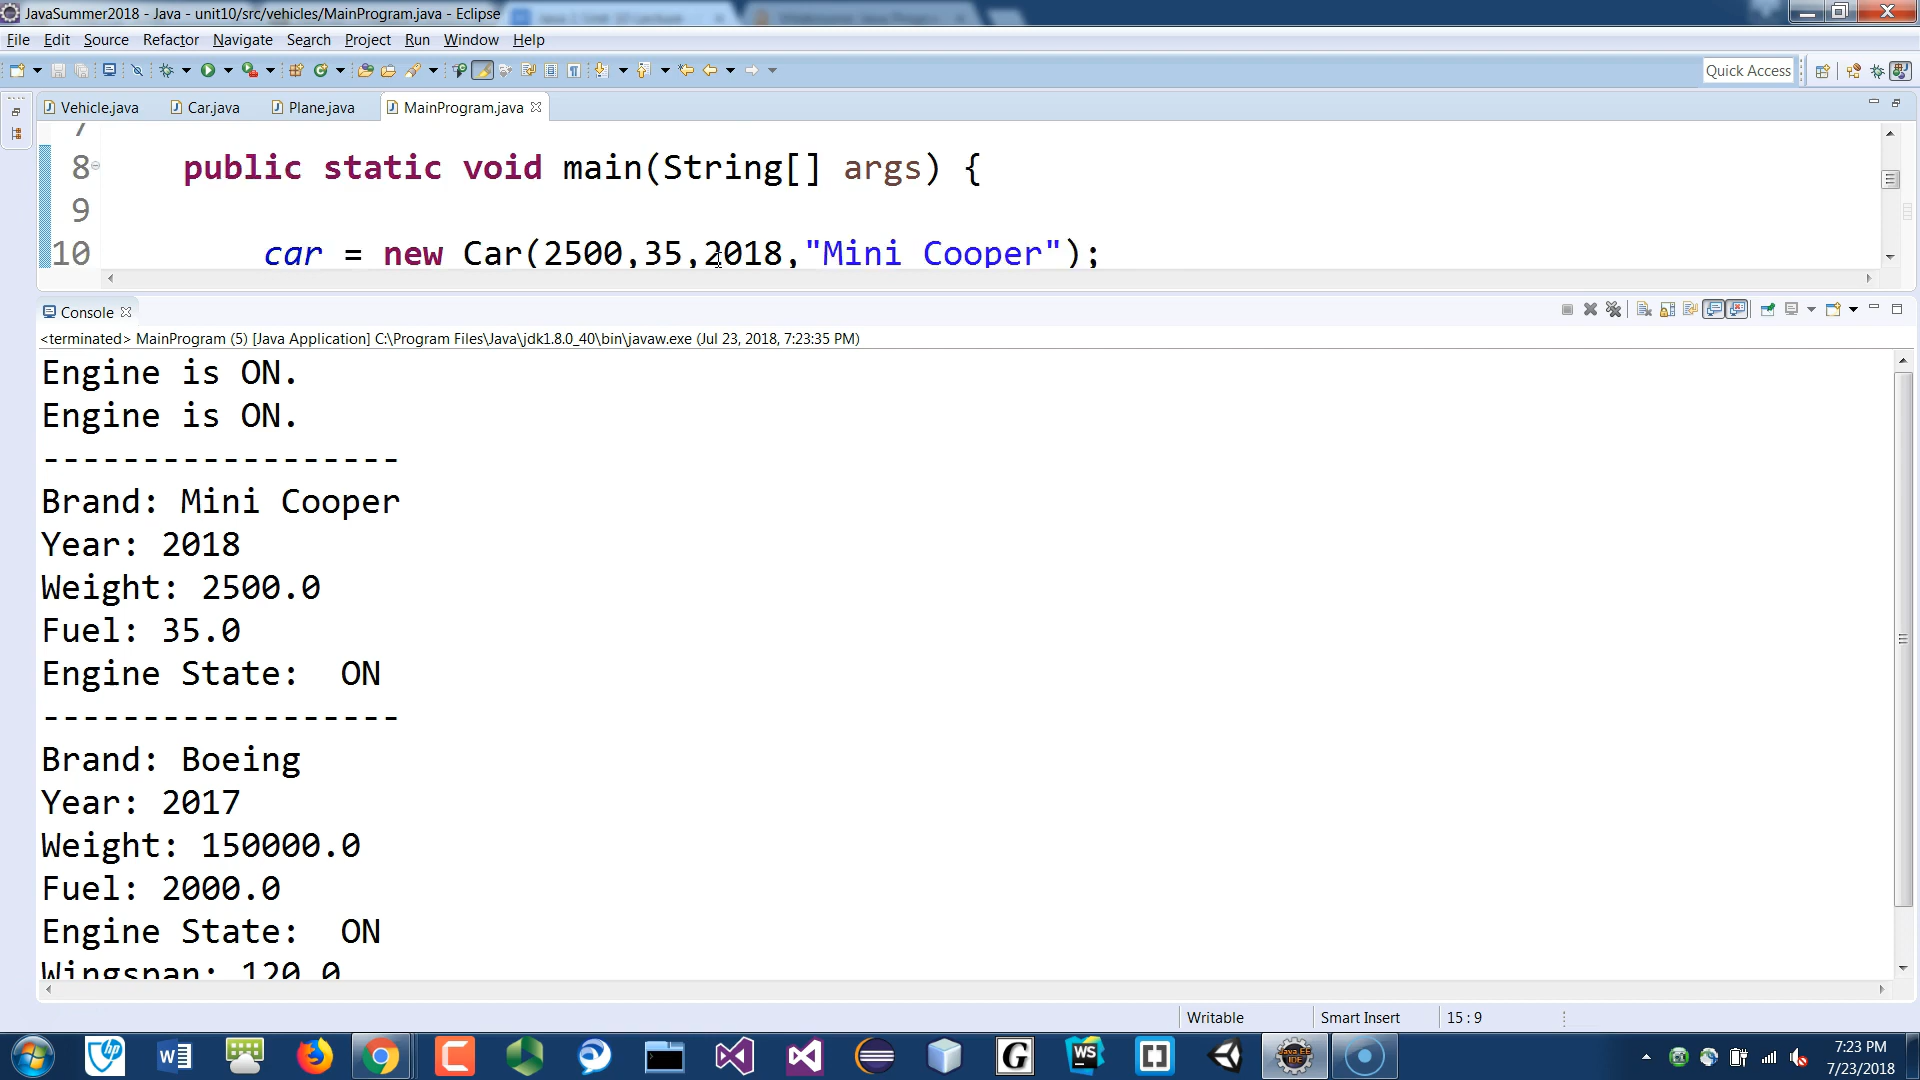 JavaSummer2018 - Java - unit10/src/vehicles/MainProgram.java - Eclipse
File Edit Source Refactor Navigate Search Project Run Window Help
Quick Access
Vehicle.java Car.java Plane.java MainProgram.java
7
8 public static void main(String[] args) {
9
10 car = new Car(2500,35,2018,"Mini Cooper");
Console
<terminated> MainProgram (5) [Java Application] C:\Program Files\Java\jdk1.8.0_40\bin\javaw.exe (Jul 23, 2018, 7:23:35 PM)
Engine is ON.
Engine is ON.
------------------
Brand: Mini Cooper
Year: 2018
Weight: 2500.0
Fuel: 35.0
Engine State:  ON
------------------
Brand: Boeing
Year: 2017
Weight: 150000.0
Fuel: 2000.0
Engine State:  ON
Wingspan: 120.0
Writable Smart Insert 15 : 9
7:23 PM
7/23/2018